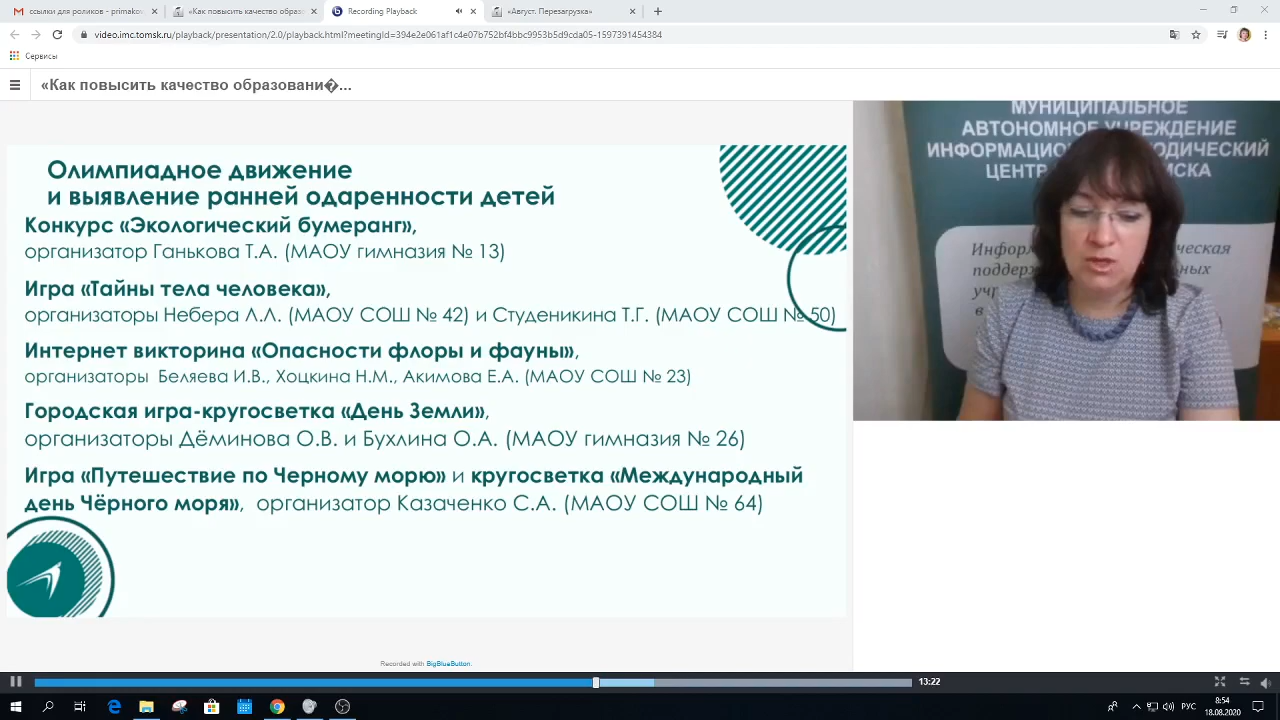 ссылки для роликов - primakov
«Как повысить качество образо
Recording Playback
«Август. Перезагрузка»
video.imc.tomsk.ru/playback/presentation/2.0/playback.html?meetingId=394e2e061af1c4e07b752bf4bbc9953b5d9cda05-1597391454384
Сервисы
«Как повысить качество образовани�...
Олимпиадное движение
и выявление ранней одаренности детей
Конкурс «Экологический бумеранг»,
организатор Ганькова Т.А. (МАОУ гимназия № 13)
Игра «Тайны тела человека»,
организаторы Небера Л.Л. (МАОУ СОШ № 42) и Студеникина Т.Г. (МАОУ СОШ № 50)
Интернет викторина «Опасности флоры и фауны»,
организаторы Беляева И.В., Хоцкина Н.М., Акимова Е.А. (МАОУ СОШ № 23)
Городская игра-кругосветка «День Земли»,
организаторы Дёминова О.В. и Бухлина О.А. (МАОУ гимназия № 26)
Игра «Путешествие по Черному морю» и кругосветка «Международный
день Чёрного моря», организатор Казаченко С.А. (МАОУ СОШ № 64)
МУНИЦИПАЛЬНОЕ
АВТОНОМНОЕ УЧРЕЖДЕНИЕ
Recorded with BigBlueButton.
13:22
РУС
8:54
18.08.2020